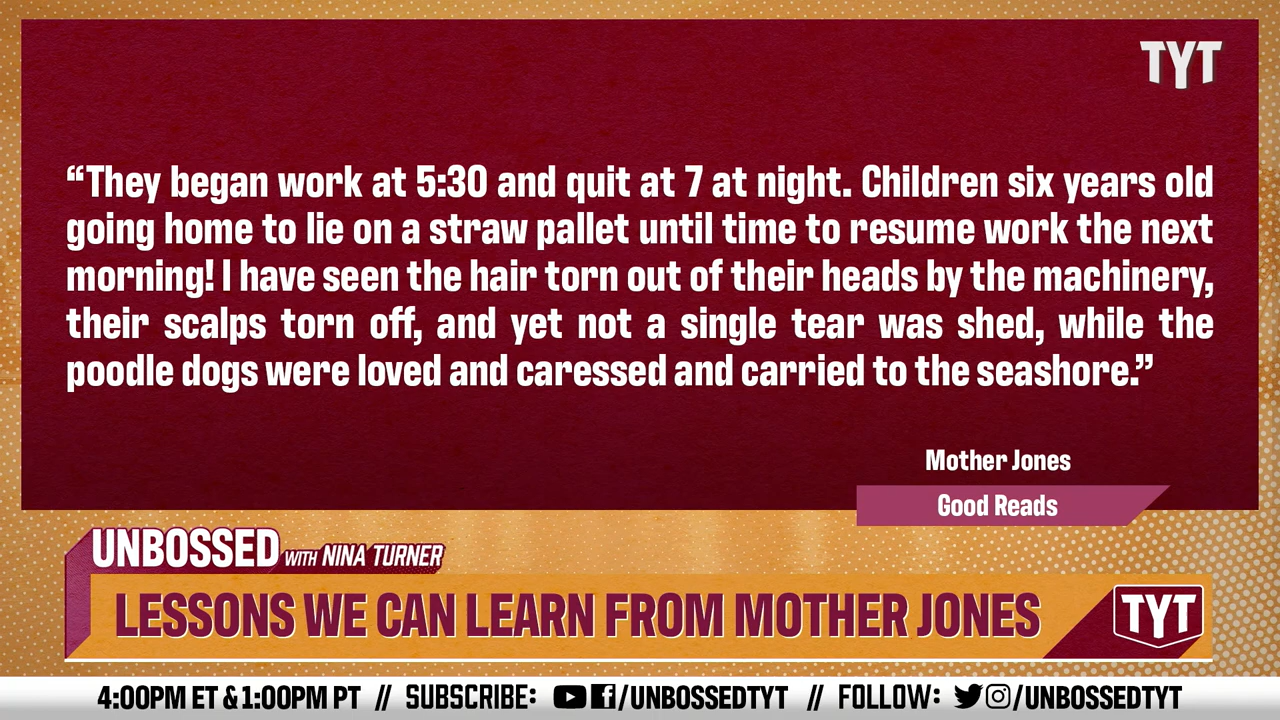 TYT
“They began work at 5:30 and quit at 7 at night. Children six years old
going home to lie on a straw pallet until time to resume work the next
morning! I have seen the hair torn out of their heads by the machinery,
their scalps torn off, and yet not a single tear was shed, while the
poodle dogs were loved and caressed and carried to the seashore.”
Mother Jones
Good Reads
UNBOSSED WITH NINA TURNER
LESSONS WE CAN LEARN FROM MOTHER JONES
TYT
4:00PM ET & 1:00PM PT // SUBSCRIBE: /UNBOSSEDTYT // FOLLOW: /UNBOSSEDTYT